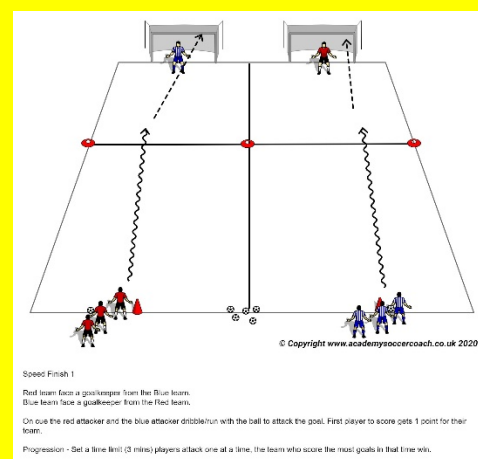 © Copyright www.academysoccercoach.co.uk 2020
Speed Finish 1
Red team face a goalkeeper from the Blue team.
Blue team face a goalkeeper from the Red team.
On cue the red attacker and the blue attacker dribble/run with the ball to attack the goal. First player to score gets 1 point for their
team.
Progression - Set a time limit (3 mins) players attack one at a time, the team who score the most goals in that time win.